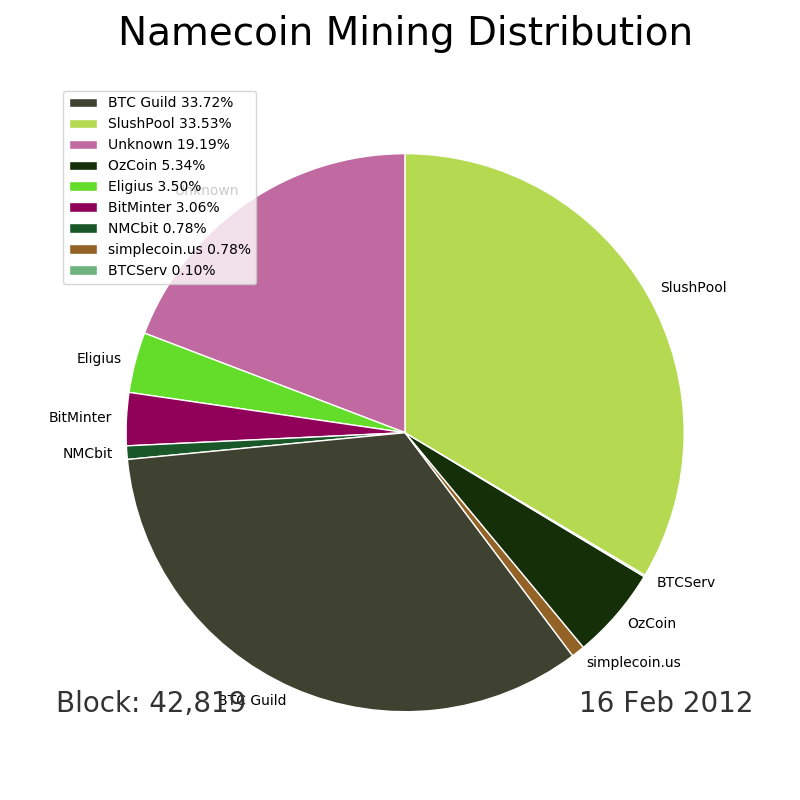 Namecoin Mining Distribution
BTC Guild 33.72%
SlushPool 33.53%
Unknown 19.19%
OzCoin 5.34%
Eligius 3.50%
BitMinter 3.06%
NMCbit 0.78%
simplecoin.us 0.78%
BTCServ 0.10%
Unknown
SlushPool
Eligius
BitMinter
NMCbit
BTCServ
OzCoin
simplecoin.us
BTC Guild
Block: 42,819
16 Feb 2012